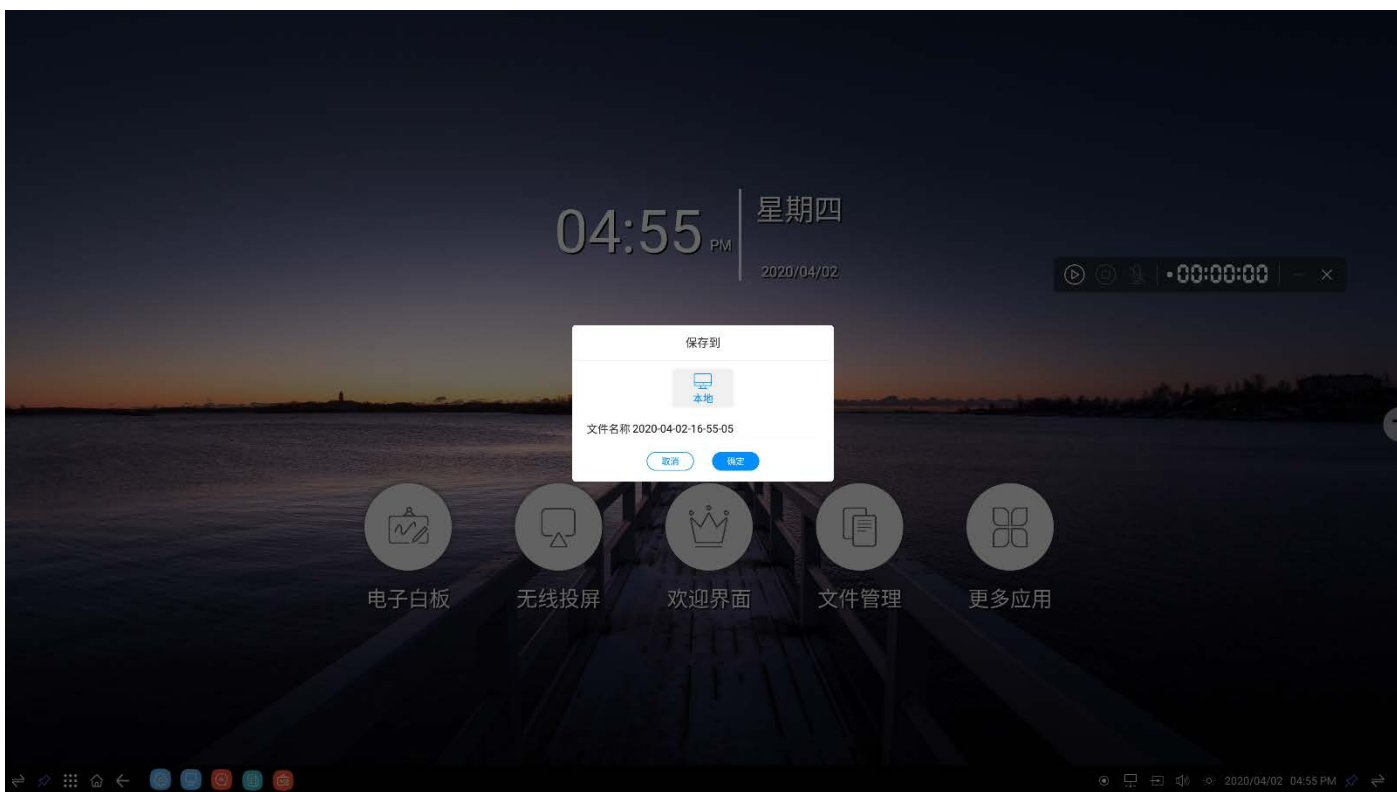 04:55 PM
星期四
2020/04/02
00:00:00
保存到
本地
文件名称 2020-04-02-16-55-05
取消 确定
电子白板 无线投屏 欢迎界面 文件管理 更多应用
2020/04/02 04:55 PM